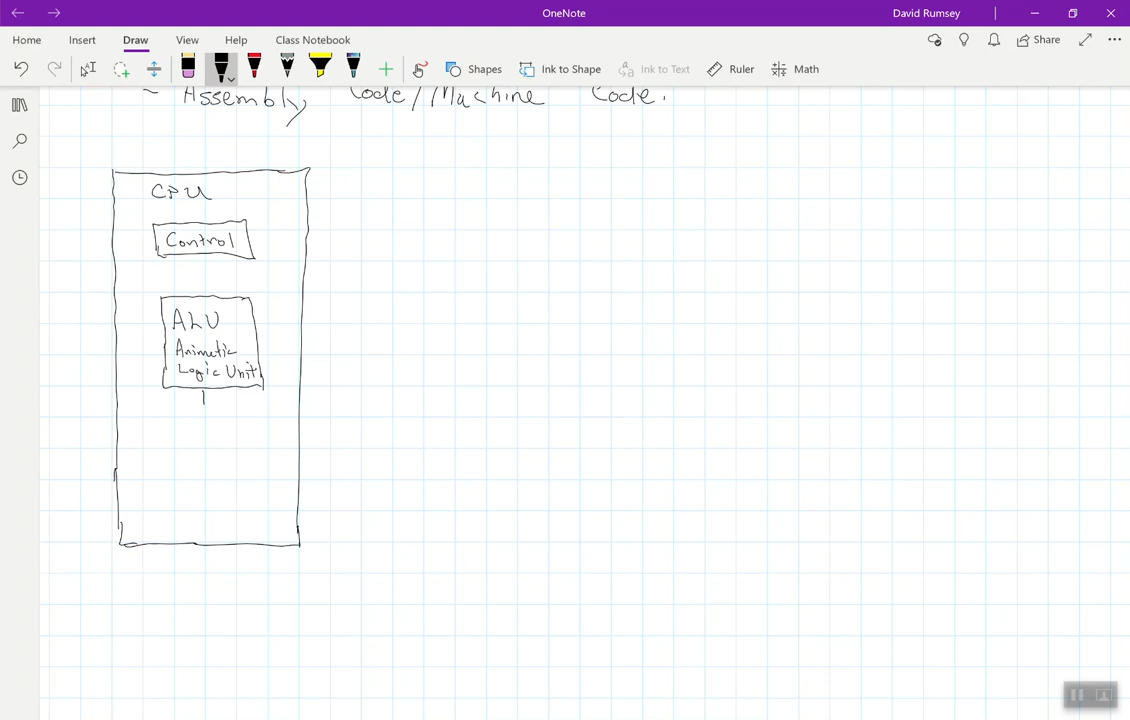 OneNote
David Rumsey
Home Insert Draw View Help Class Notebook
Share
Shapes Ink to Shape Ink to Text Ruler Math
~ Assembly Code/Machine Code.
CPU
Control
ALU
Arimetic
Logic Unit